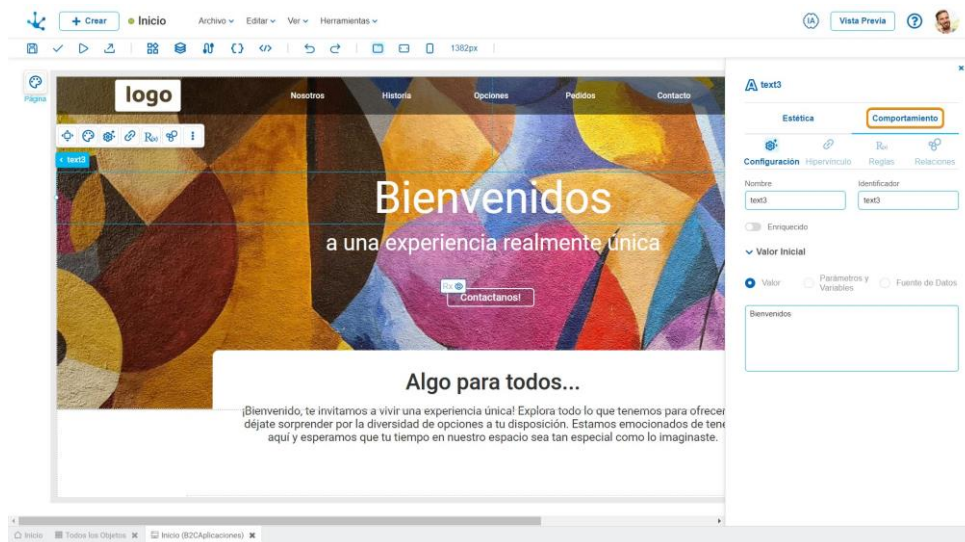 + Crear
Inicio
Archivo
Editar
Ver
Herramientas
IA
Vista Previa
?
1382px
Página
logo
Nosotros
Historia
Opciones
Pedidos
Contacto
text3
Bienvenidos
a una experiencia realmente única
Rx
Contactanos!
Algo para todos...
¡Bienvenido, te invitamos a vivir una experiencia única! Explora todo lo que tenemos para ofrecer
déjate sorprender por la diversidad de opciones a tu disposición. Estamos emocionados de tene
aquí y esperamos que tu tiempo en nuestro espacio sea tan especial como lo imaginaste.
text3
Estética
Comportamiento
Configuración
Hipervínculo
Reglas
Relaciones
Nombre
Identificador
text3
text3
Enriquecido
Valor Inicial
Valor
Parámetros y
Variables
Fuente de Datos
Bienvenidos
Inicio
Todos los Objetos
Inicio (B2CAplicaciones)